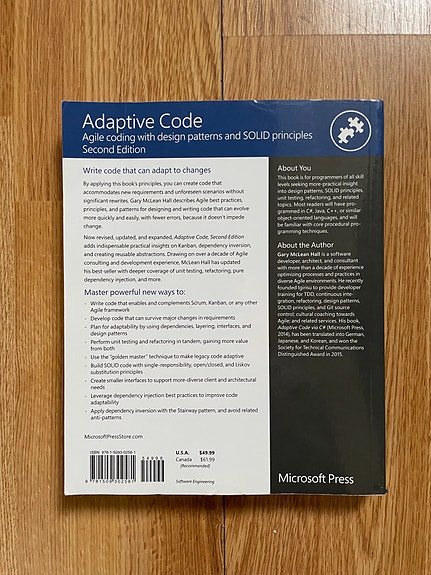 Adaptive Code
Agile coding with design patterns and SOLID principles
Second Edition
Write code that can adapt to changes
By applying this book's principles, you can create code that
accommodates new requirements and unforeseen scenarios without
significant rewrites. Gary McLean Hall describes Agile best practices,
principles, and patterns for designing and writing code that can evolve
more quickly and easily, with fewer errors, because it doesn't impede
change.
Now revised, updated, and expanded, Adaptive Code, Second Edition
adds indispensable practical insights on Kanban, dependency inversion,
and creating reusable abstractions. Drawing on over a decade of Agile
consulting and development experience, McLean Hall has updated
his best-seller with deeper coverage of unit testing, refactoring, pure
dependency injection, and more.
Master powerful new ways to:
· Write code that enables and complements Scrum, Kanban, or any other
Agile framework
· Develop code that can survive major changes in requirements
· Plan for adaptability by using dependencies, layering, interfaces, and
design patterns
· Perform unit testing and refactoring in tandem, gaining more value
from both
· Use the "golden master" technique to make legacy code adaptive
· Build SOLID code with single-responsibility, open/closed, and Liskov
substitution principles
· Create smaller interfaces to support more-diverse client and architectural
needs
· Leverage dependency injection best practices to improve code
adaptability
· Apply dependency inversion with the Stairway pattern, and avoid related
anti-patterns
MicrosoftPressStore.com
ISBN 978-1-5093-0258-1
54999
9 781509 302581
U.S.A. $49.99
Canada $61.99
(Recommended)
Software Engineering
About You
This book is for programmers of all skill
levels seeking more practical insight
into design patterns, SOLID principles,
unit testing, refactoring, and related
topics. Most readers will have pro-
grammed in C#, Java, C++, or similar
object-oriented languages, and will
be familiar with core procedural pro-
gramming techniques.
About the Author
Gary McLean Hall is a software
developer, architect, and consultant
with more than a decade of experience
optimizing processes and practices in
diverse Agile environments. He recently
founded Igirisu to provide developer
training for TDD, continuous inte-
gration, refactoring, design patterns,
SOLID principles, and Git source
control; cultural coaching towards
Agile; and related services. His book,
Adaptive Code via C# (Microsoft Press,
2014), has been translated into German,
Japanese, and Korean, and won the
Society for Technical Communications
Distinguished Award in 2015.
Microsoft Press